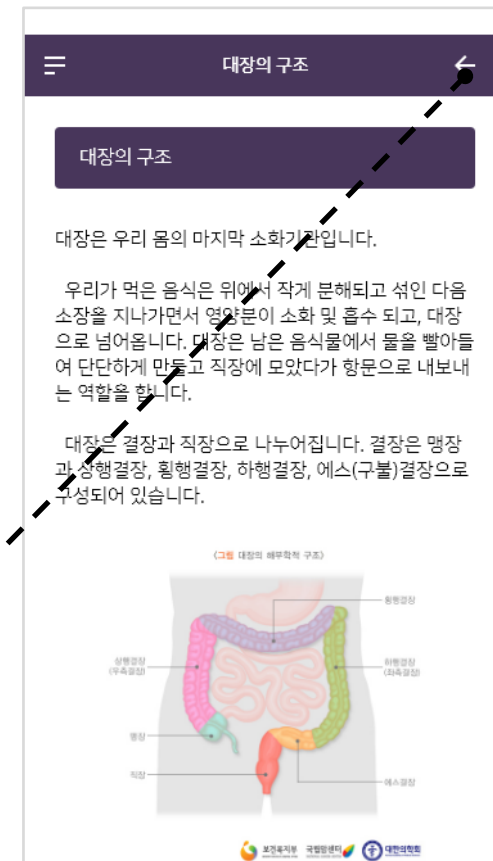 대장의 구조
대장의 구조
대장은 우리 몸의 마지막 소화기관입니다.
우리가 먹은 음식은 위에서 작게 분해되고 섞인 다음
소장을 지나가면서 영양분이 소화 및 흡수 되고, 대장
으로 넘어옵니다. 대장은 남은 음식물에서 물을 빨아들
여 단단하게 만들고 직장에 모았다가 항문으로 내보내
는 역할을 합니다.
대장은 결장과 직장으로 나누어집니다. 결장은 맹장
과 상행결장, 횡행결장, 하행결장, 에스(구불)결장으로
구성되어 있습니다.
<그림 대장의 해부학적 구조>
횡행결장
상행결장
(우측결장)
하행결장
(좌측결장)
맹장
직장
에스결장
보건복지부 국립암센터 대한의학회